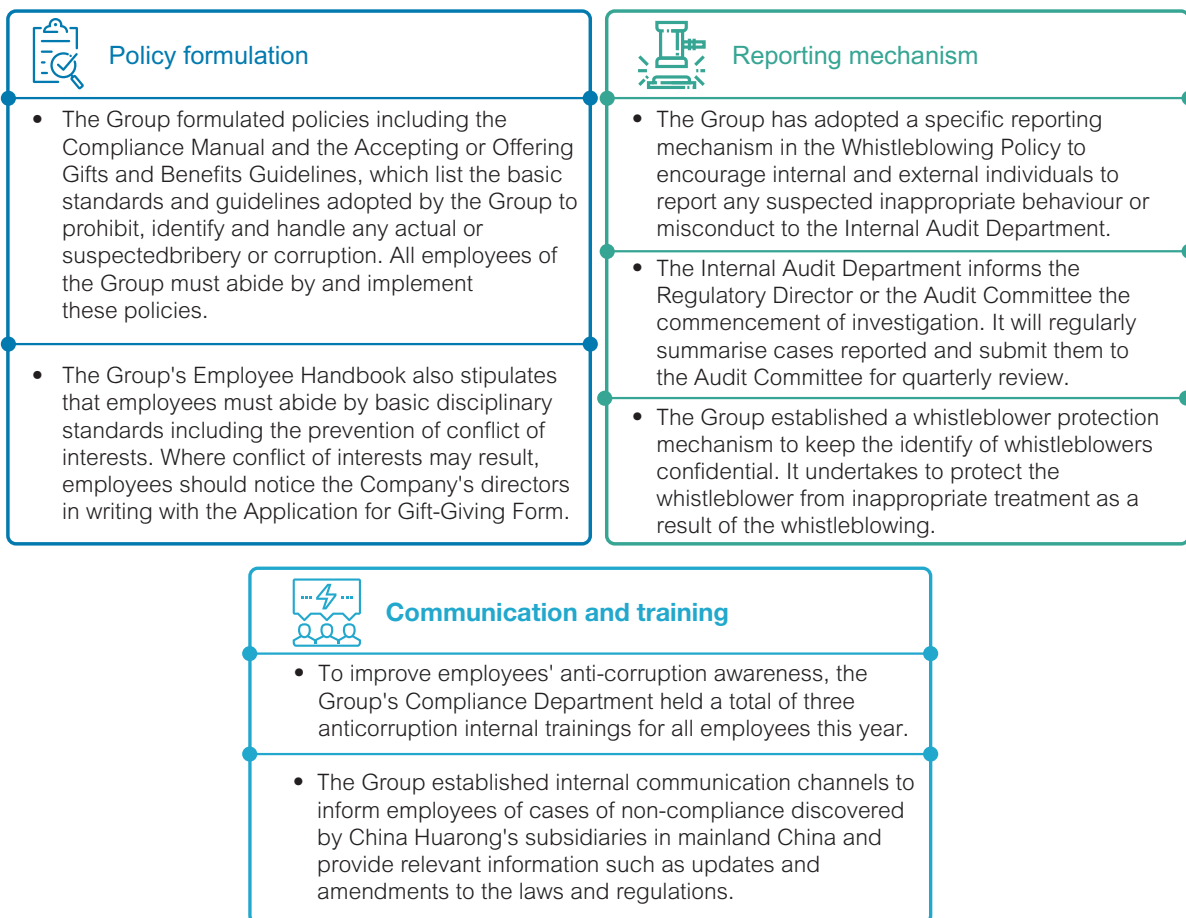 Policy formulation
• The Group formulated policies including the
Compliance Manual and the Accepting or Offering
Gifts and Benefits Guidelines, which list the basic
standards and guidelines adopted by the Group to
prohibit, identify and handle any actual or
suspectedbribery or corruption. All employees of
the Group must abide by and implement
these policies.
• The Group's Employee Handbook also stipulates
that employees must abide by basic disciplinary
standards including the prevention of conflict of
interests. Where conflict of interests may result,
employees should notice the Company's directors
in writing with the Application for Gift-Giving Form.
Reporting mechanism
• The Group has adopted a specific reporting
mechanism in the Whistleblowing Policy to
encourage internal and external individuals to
report any suspected inappropriate behaviour or
misconduct to the Internal Audit Department.
• The Internal Audit Department informs the
Regulatory Director or the Audit Committee the
commencement of investigation. It will regularly
summarise cases reported and submit them to
the Audit Committee for quarterly review.
• The Group established a whistleblower protection
mechanism to keep the identify of whistleblowers
confidential. It undertakes to protect the
whistleblower from inappropriate treatment as a
result of the whistleblowing.
Communication and training
• To improve employees' anti-corruption awareness, the
Group's Compliance Department held a total of three
anticorruption internal trainings for all employees this year.
• The Group established internal communication channels to
inform employees of cases of non-compliance discovered
by China Huarong's subsidiaries in mainland China and
provide relevant information such as updates and
amendments to the laws and regulations.